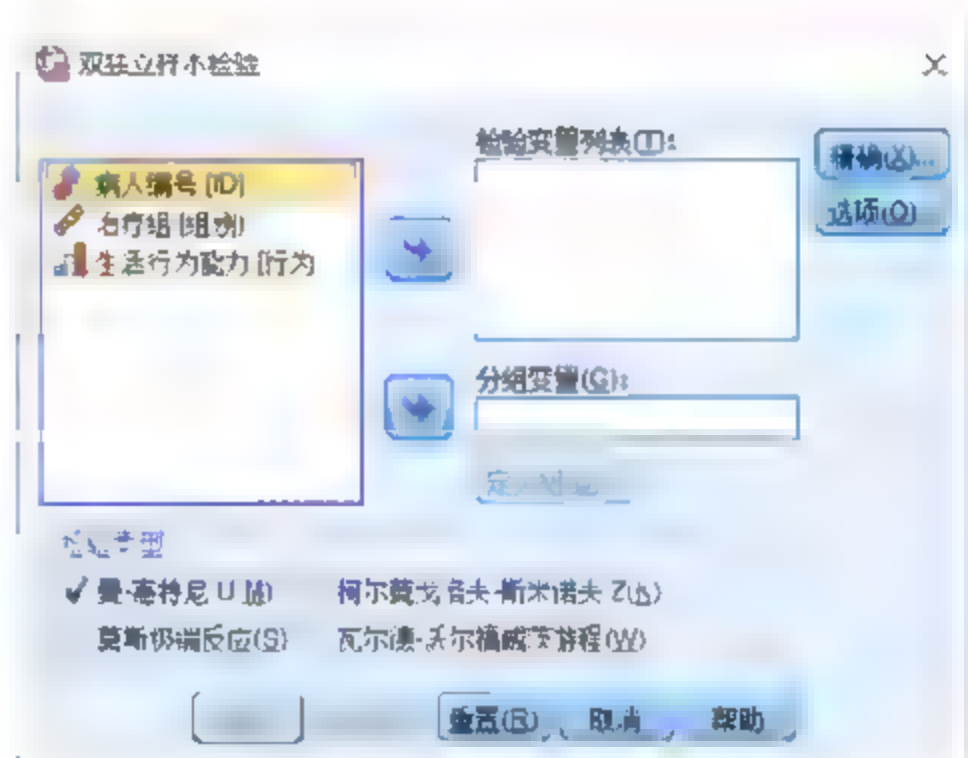 双独立样本检验
检验变量列表(T):
精确(X)...
病人编号 [ID]
治疗组 [组别]
选项(O)
生活行为能力 [行为
分组变量(G):
检验类型
曼-惠特尼 U (M) 柯尔莫戈洛夫-斯米诺夫 Z(K)
莫斯极端反应(S) 瓦尔德-沃尔福威茨游程(W)
重置(R) 取消 帮助